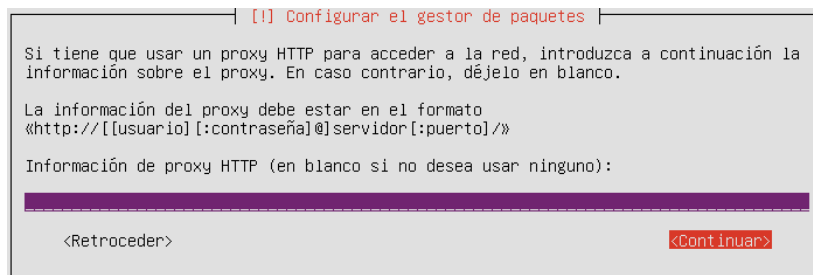 [!] Configurar el gestor de paquetes
Si tiene que usar un proxy HTTP para acceder a la red, introduzca a continuación la
información sobre el proxy. En caso contrario, déjelo en blanco.
La información del proxy debe estar en el formato
«http://[[usuario][:contraseña]@]servidor[:puerto]/»
Información de proxy HTTP (en blanco si no desea usar ninguno):
<Retroceder> <Continuar>